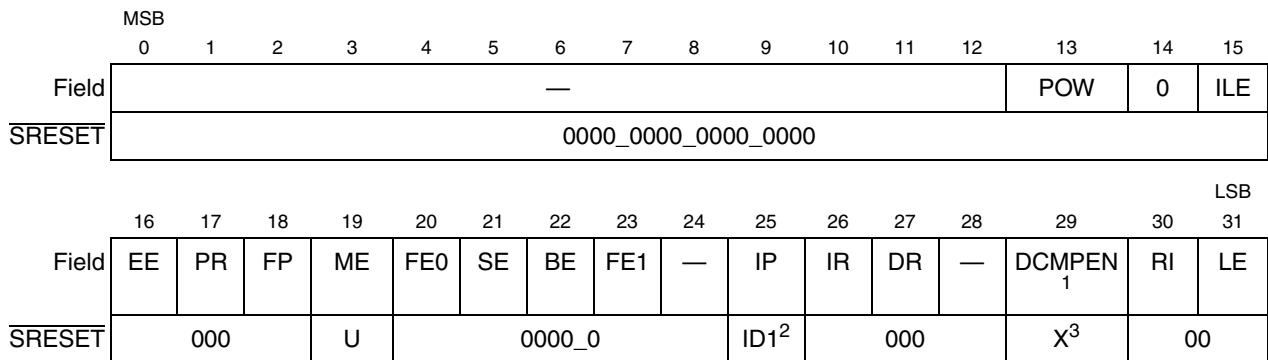 MSB
0 1 2 3 4 5 6 7 8 9 10 11 12 13 14 15
Field — POW 0 ILE
SRESET 0000_0000_0000_0000
LSB
16 17 18 19 20 21 22 23 24 25 26 27 28 29 30 31
Field EE PR FP ME FE0 SE BE FE1 — IP IR DR — DCMPEN RI LE
1
SRESET 000 U 0000_0 ID1² 000 X³ 00